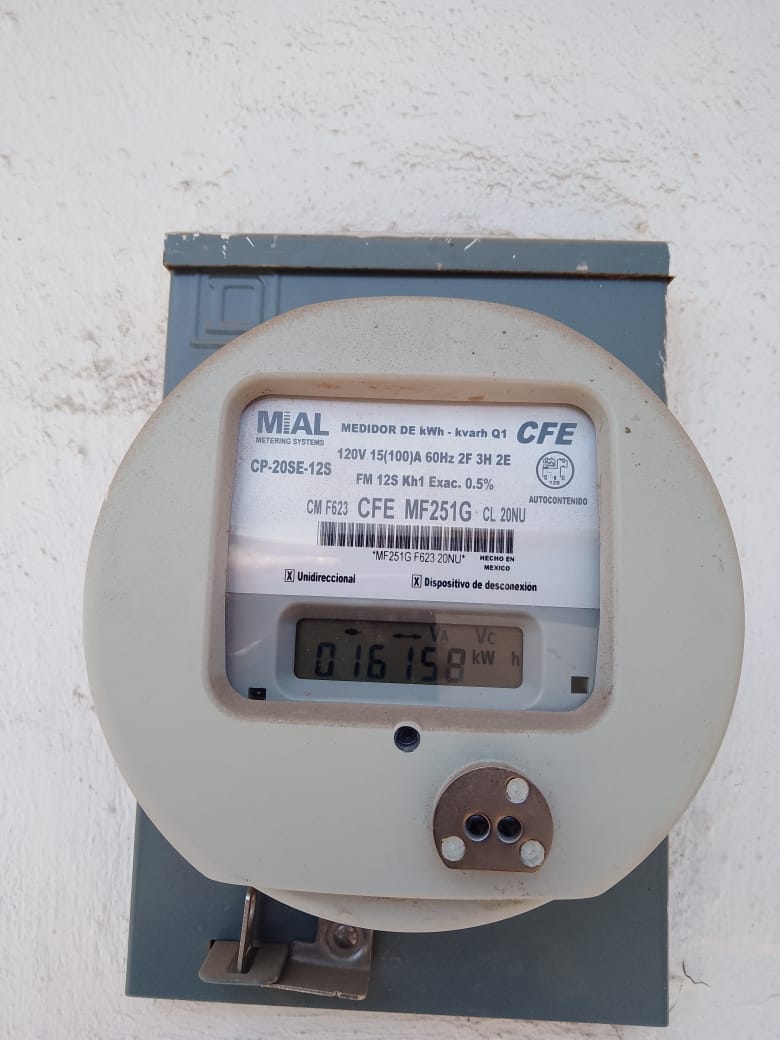 MIAL
METERING SYSTEMS
MEDIDOR DE kWh - kvarh Q1
CFE
120V 15(100)A 60Hz 2F 3H 2E
CP-20SE-12S
FM 12S Kh1 Exac. 0.5%
AUTOCONTENIDO
CM F623 CFE MF251G CL 20NU
*MF251G F623 20NU*
HECHO EN
MEXICO
X Unidireccional
X Dispositivo de desconexión
VA VC
016158 kW h